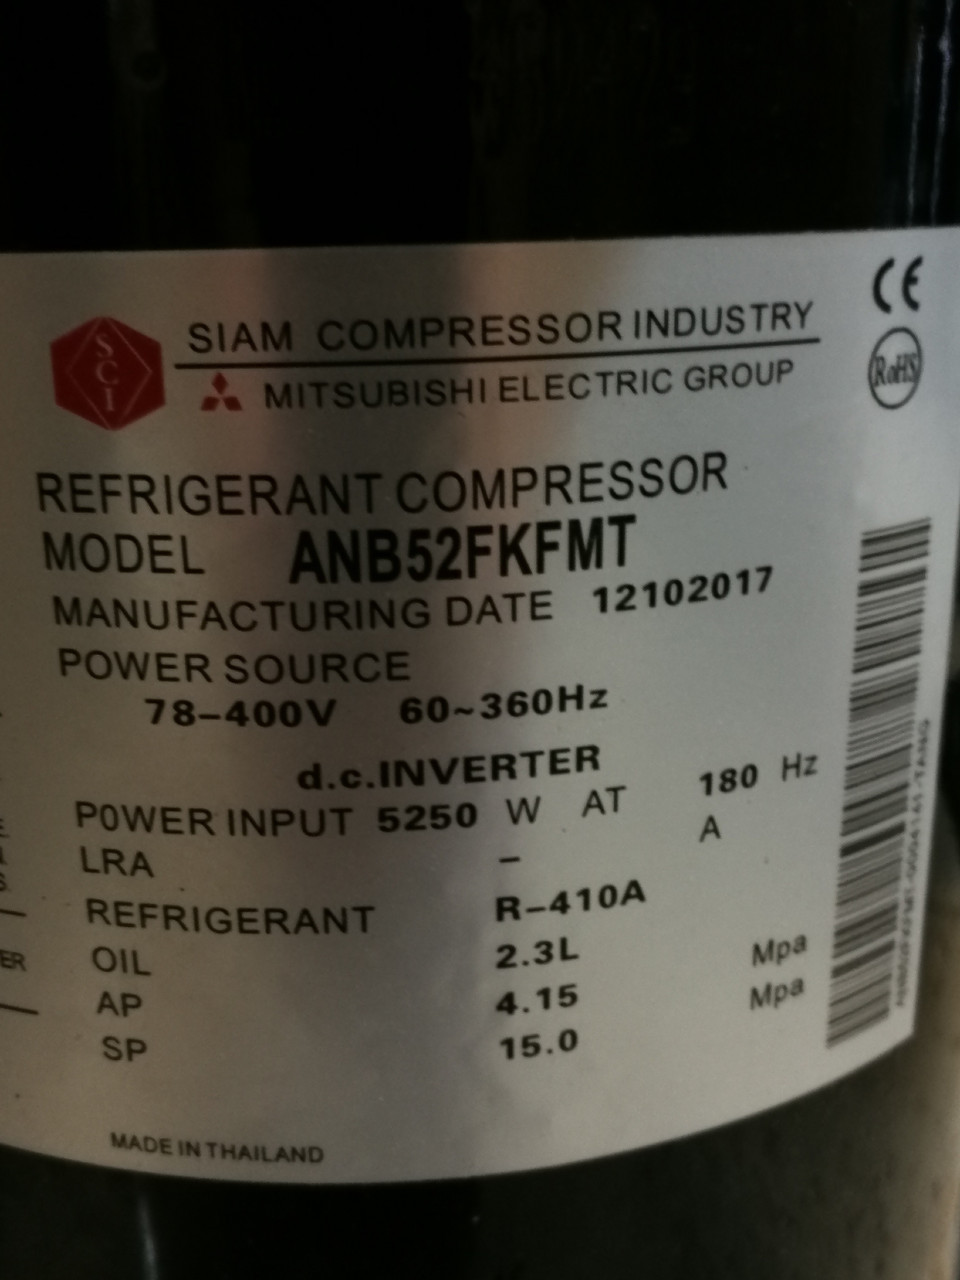 SCI
SIAM COMPRESSOR INDUSTRY
MITSUBISHI ELECTRIC GROUP
CE
RoHS
REFRIGERANT COMPRESSOR
MODEL ANB52FKFMT
MANUFACTURING DATE 12102017
POWER SOURCE
78-400V 60~360Hz
d.c.INVERTER
POWER INPUT 5250 W AT 180 Hz
LRA - A
REFRIGERANT R-410A
OIL 2.3L
AP 4.15 Mpa
SP 15.0 Mpa
MADE IN THAILAND
ER